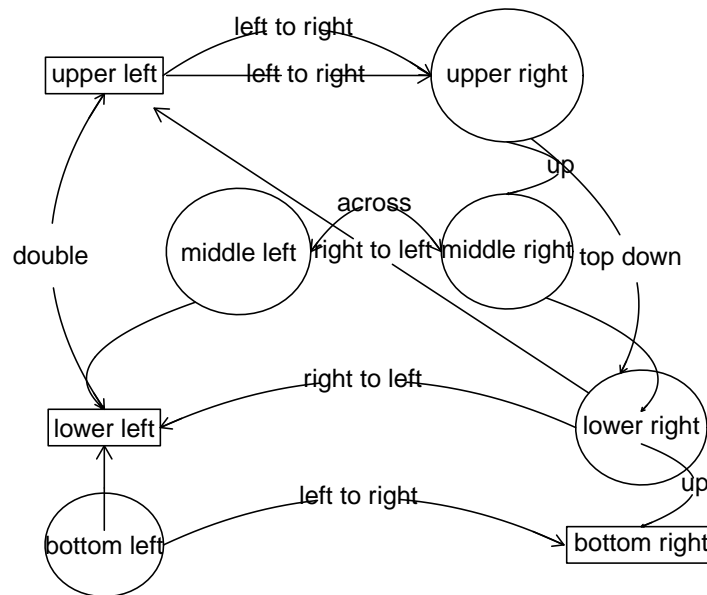 left to right
upper left
left to right
upper right
up
across
double
middle left
right to left
middle right
top down
right to left
lower left
lower right
left to right
up
bottom left
bottom right